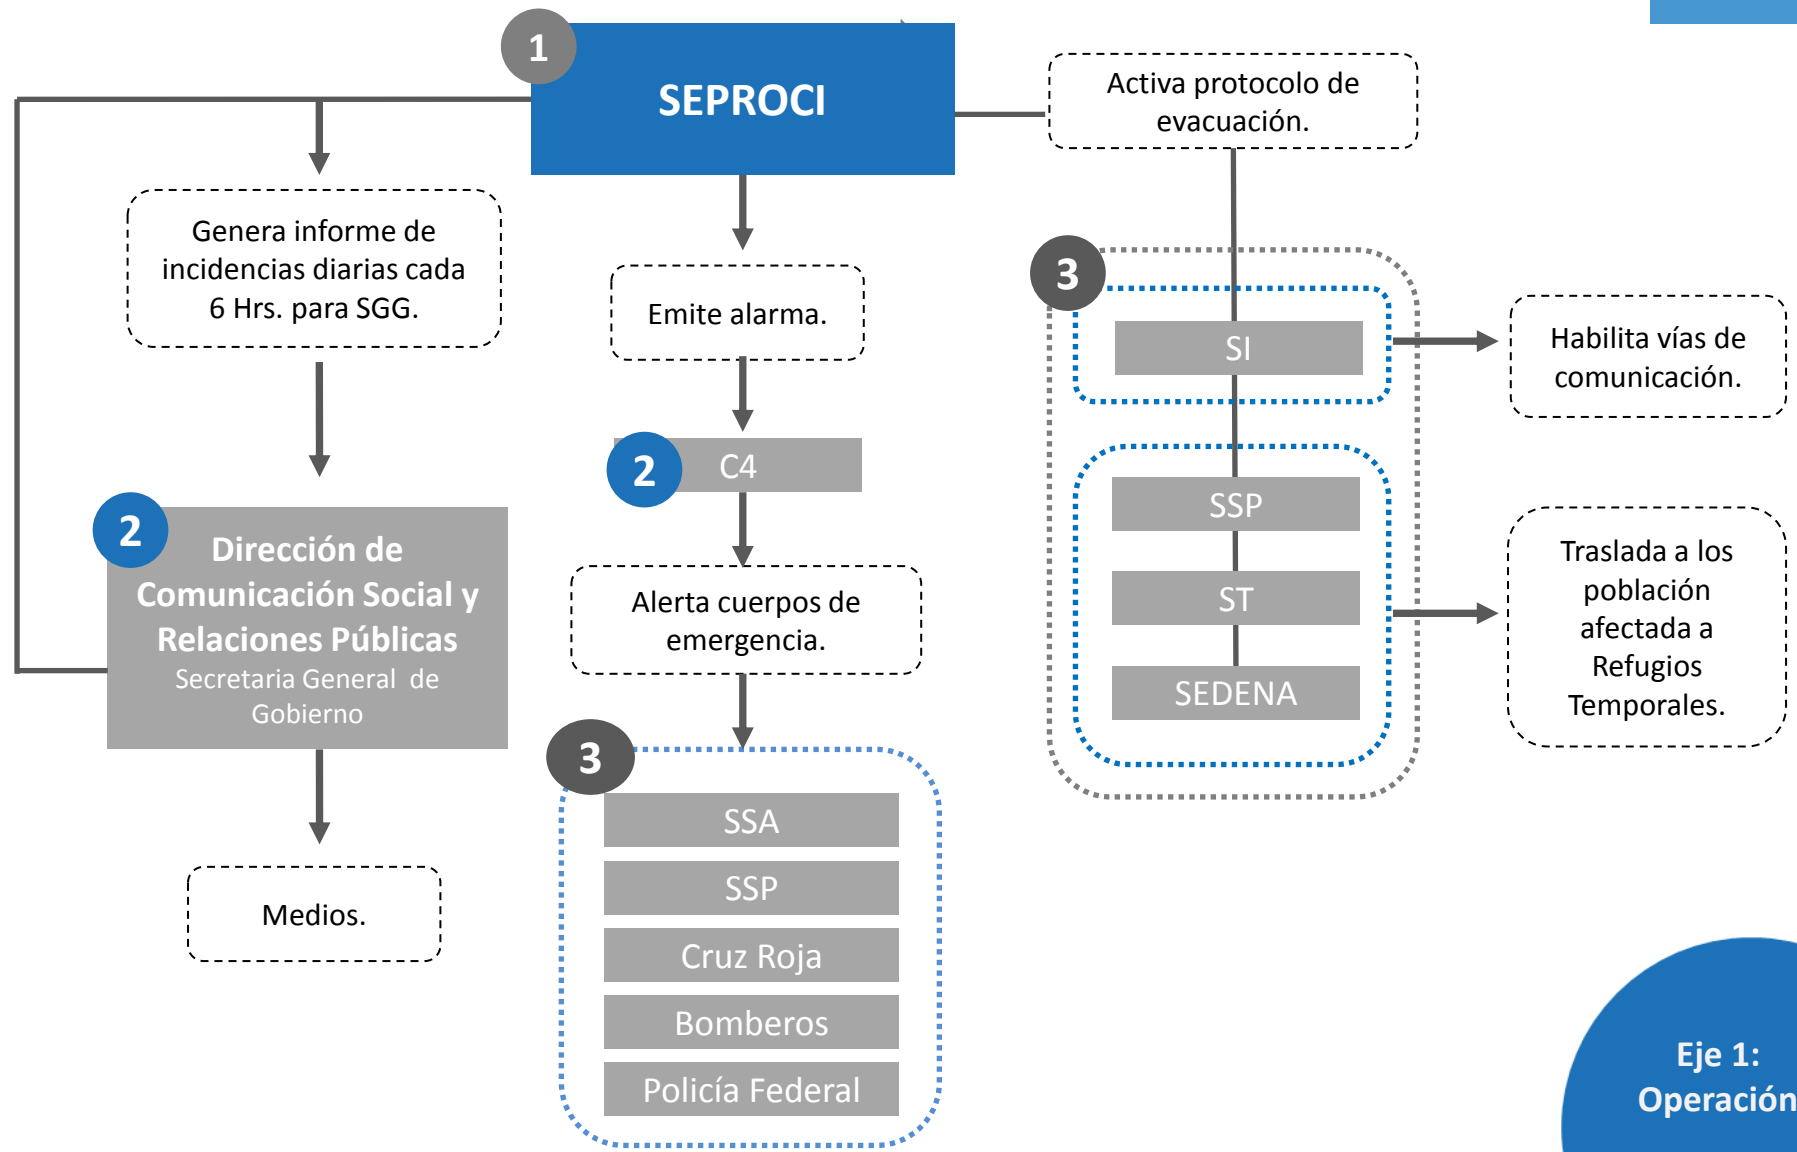 1
SEPROCI
Activa protocolo de
evacuación.
Genera informe de
incidencias diarias cada
6 Hrs. para SGG.
Emite alarma.
3
SI
Habilita vías de
comunicación.
2
C4
2
Dirección de
Comunicación Social y
Relaciones Públicas
Secretaria General de
Gobierno
Alerta cuerpos de
emergencia.
SSP
ST
SEDENA
Traslada a los
población
afectada a
Refugios
Temporales.
3
SSA
SSP
Cruz Roja
Bomberos
Policía Federal
Medios.
Eje 1:
Operación